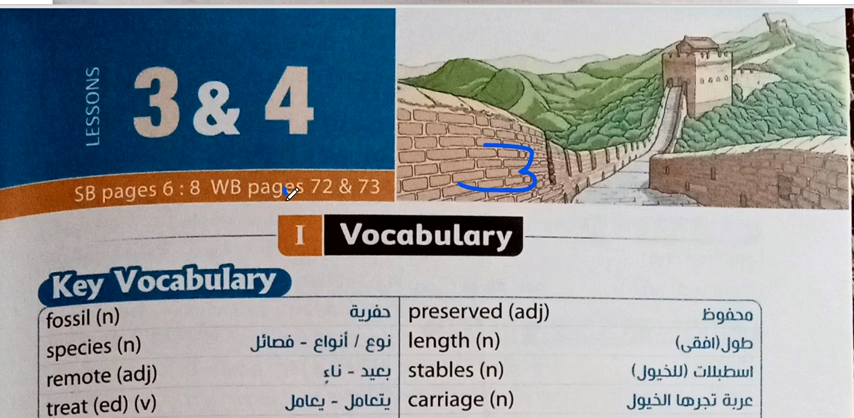 LESSONS
3 & 4
SB pages 6 : 8 WB pages 72 & 73
3
I Vocabulary
Key Vocabulary
fossil (n) حفرية
preserved (adj) محفوظ
species (n) نوع / أنواع - فصائل
length (n) طول (افقى)
remote (adj) بعيد - ناءٍ
stables (n) اسطبلات (للخيول)
treat (ed) (v) يتعامل - يعامل
carriage (n) عربة تجرها الخيول